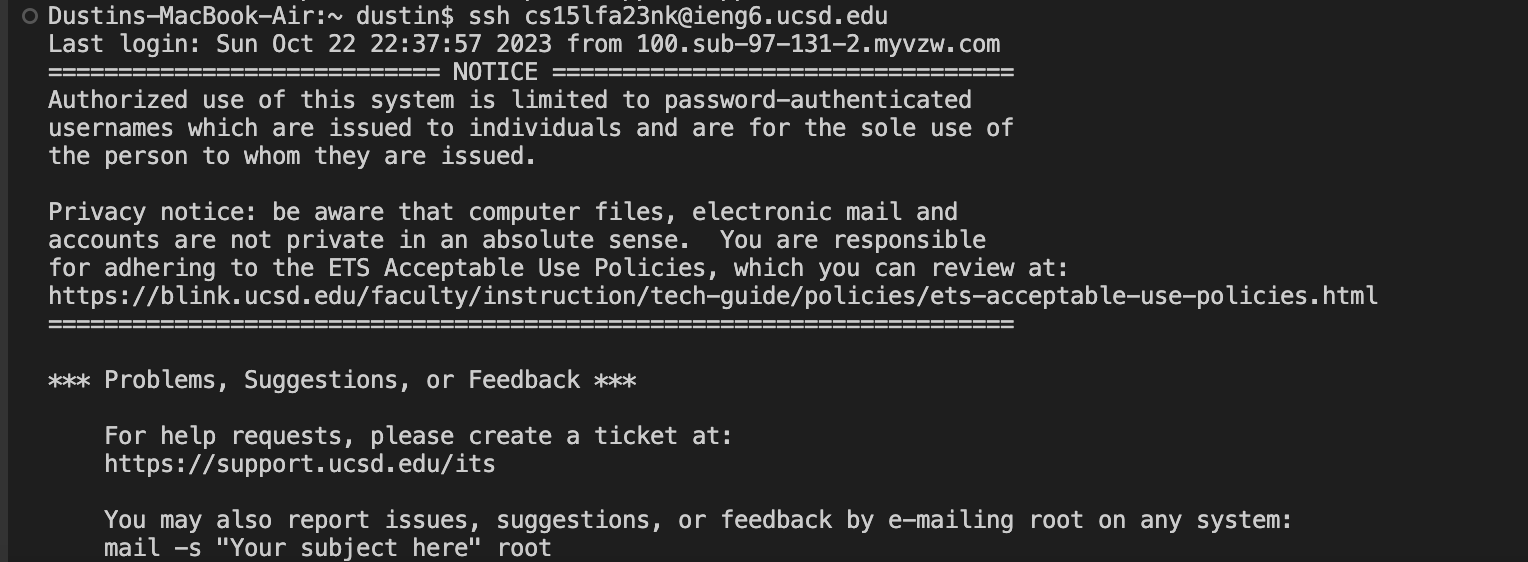 Dustins-MacBook-Air:~ dustin$ ssh cs15lfa23nk@ieng6.ucsd.edu
Last login: Sun Oct 22 22:37:57 2023 from 100.sub-97-131-2.myvzw.com
============================ NOTICE =================================
Authorized use of this system is limited to password-authenticated
usernames which are issued to individuals and are for the sole use of
the person to whom they are issued.

Privacy notice: be aware that computer files, electronic mail and
accounts are not private in an absolute sense.  You are responsible
for adhering to the ETS Acceptable Use Policies, which you can review at:
https://blink.ucsd.edu/faculty/instruction/tech-guide/policies/ets-acceptable-use-policies.html
=====================================================================

*** Problems, Suggestions, or Feedback ***

    For help requests, please create a ticket at:
    https://support.ucsd.edu/its

    You may also report issues, suggestions, or feedback by e-mailing root on any system:
    mail -s "Your subject here" root